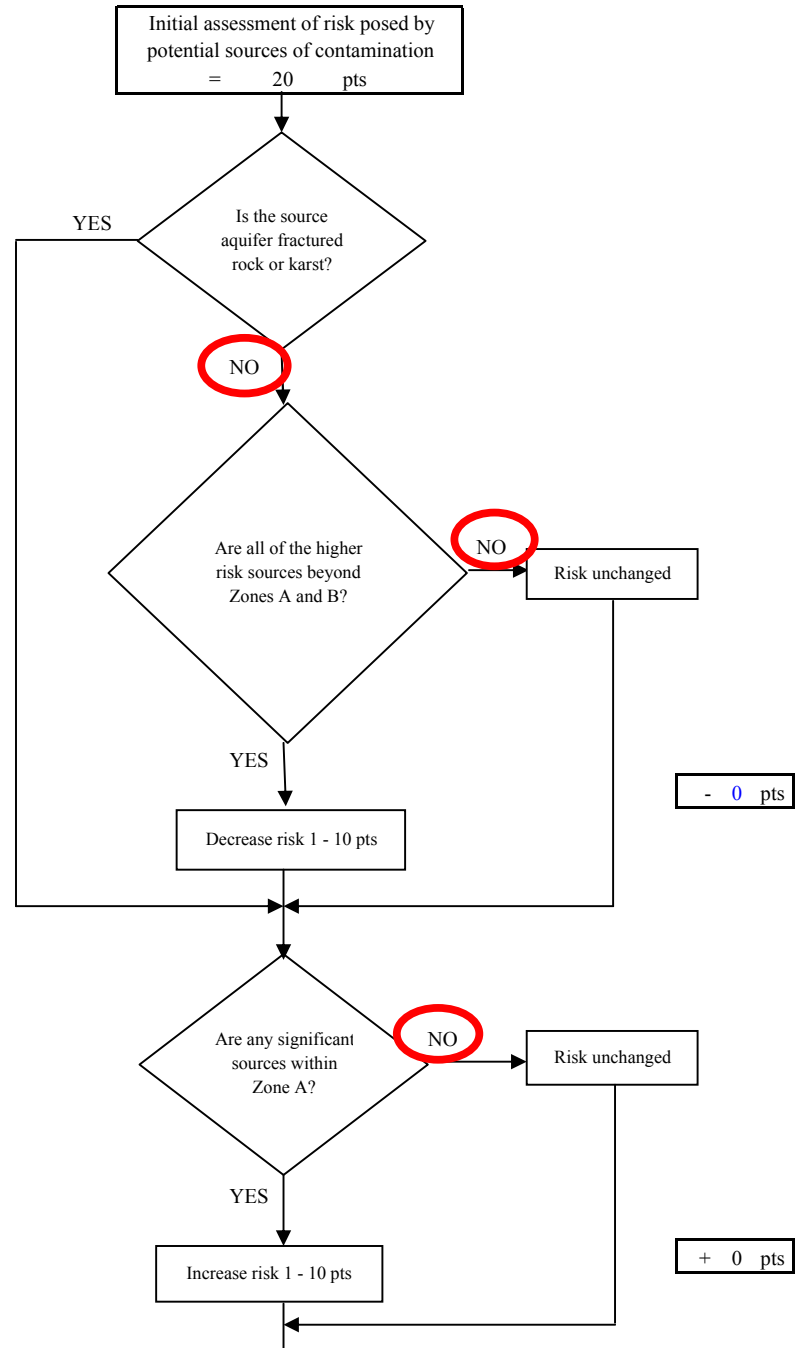 Initial assessment of risk posed by
potential sources of contamination
= 20 pts
YES
Is the source
aquifer fractured
rock or karst?
NO
Are all of the higher
risk sources beyond
Zones A and B?
NO
Risk unchanged
YES
- 0 pts
Decrease risk 1 - 10 pts
Are any significant
sources within
Zone A?
NO
Risk unchanged
YES
+ 0 pts
Increase risk 1 - 10 pts